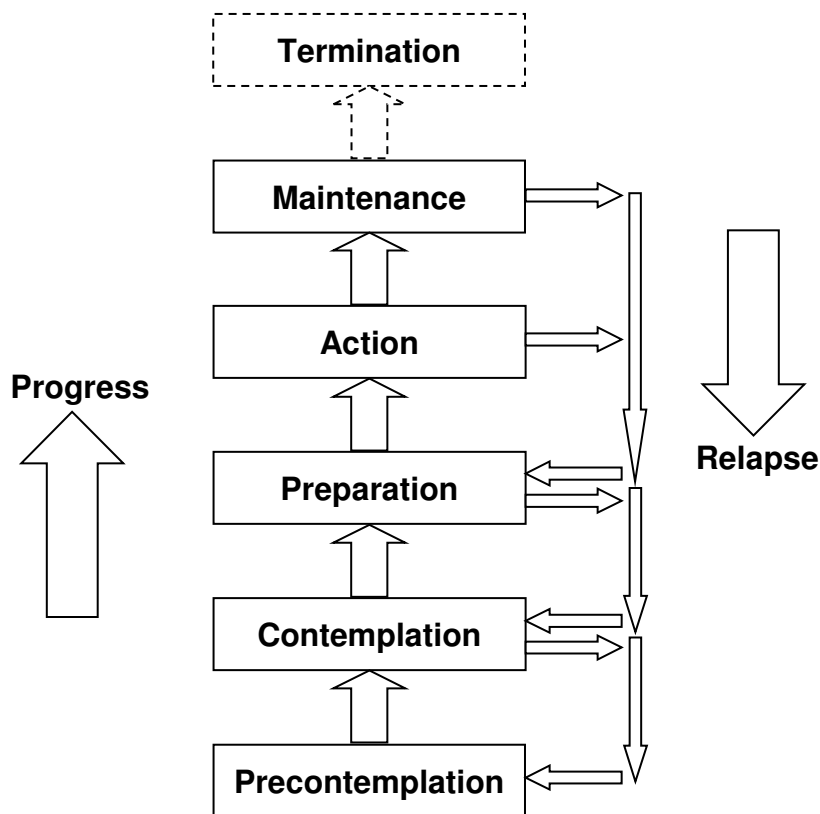 Termination
Maintenance
Action
Progress
Relapse
Preparation
Contemplation
Precontemplation